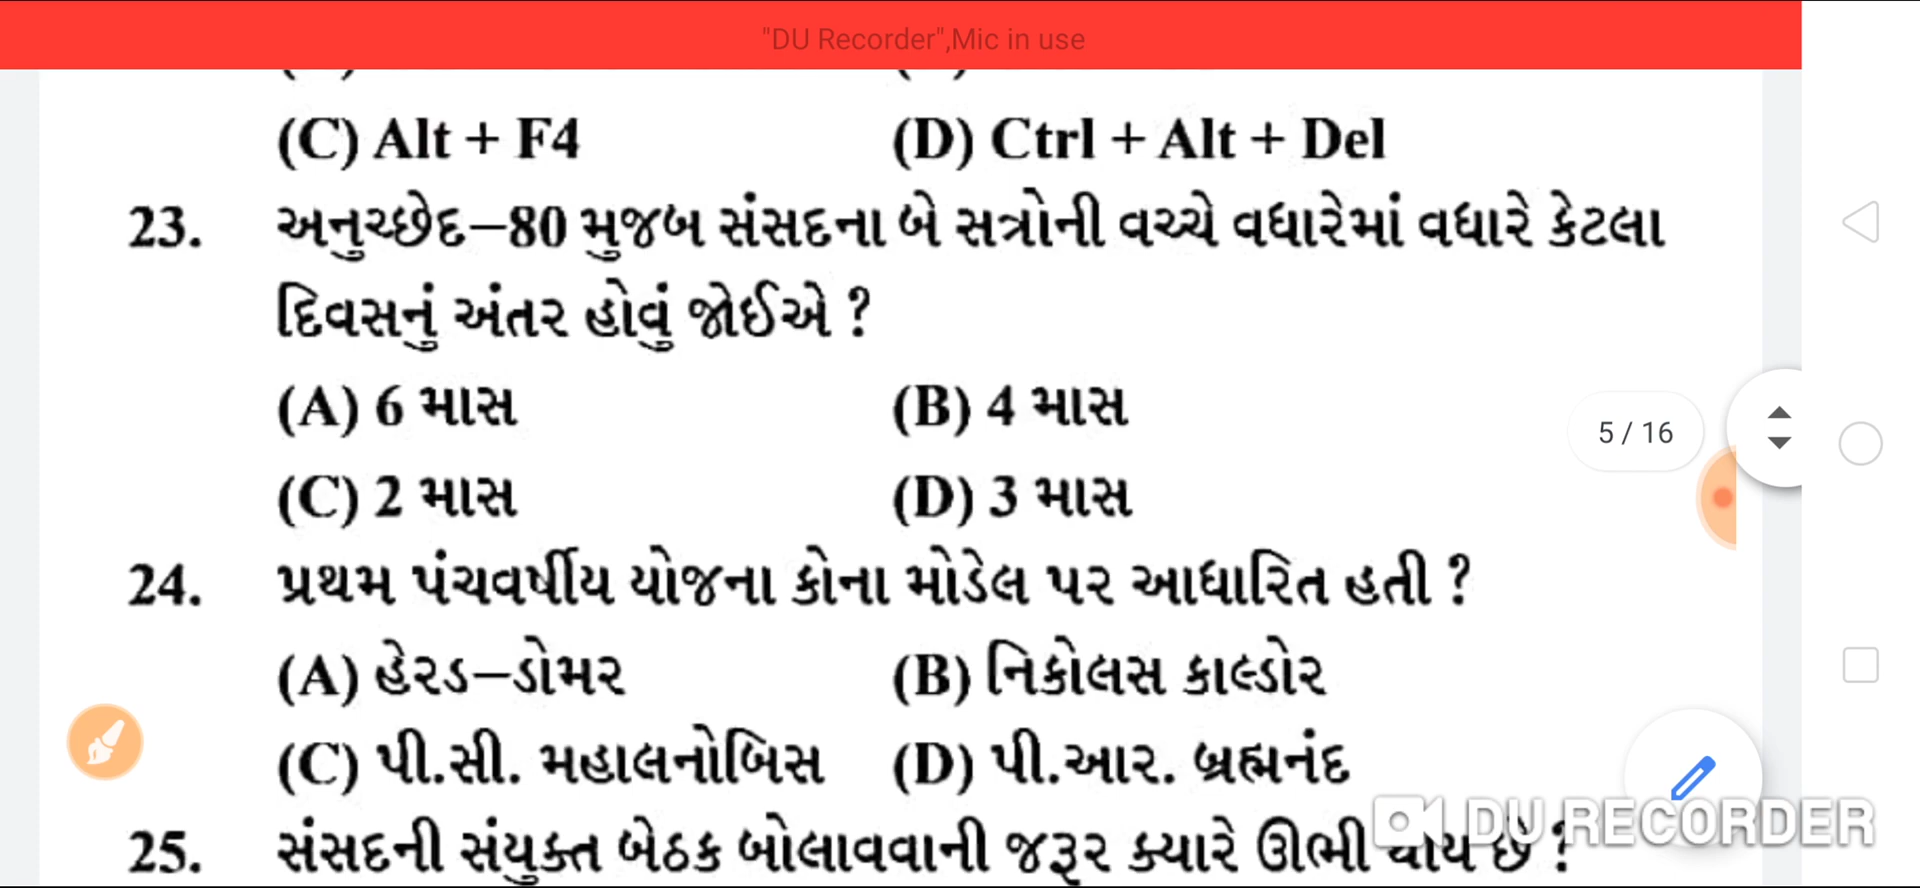 "DU Recorder",Mic in use
(C) Alt + F4 (D) Ctrl + Alt + Del
23. અનુચ્છેદ–80 મુજબ સંસદના બે સત્રોની વચ્ચે વધારેમાં વધારે કેટલા
દિવસનું અંતર હોવું જોઈએ ?
(A) 6 માસ (B) 4 માસ
5 / 16
(C) 2 માસ (D) 3 માસ
24. પ્રથમ પંચવર્ષીય યોજના કોના મોડેલ પર આધારિત હતી ?
(A) હેરડ–ડોમર (B) નિકોલસ કાલ્ડોર
(C) પી.સી. મહાલનોબિસ (D) પી.આર. બ્રહ્મનંદ
DU RECORDER
25. સંસદની સંયુક્ત બેઠક બોલાવવાની જરૂર ક્યારે ઊભી થાય છે ?